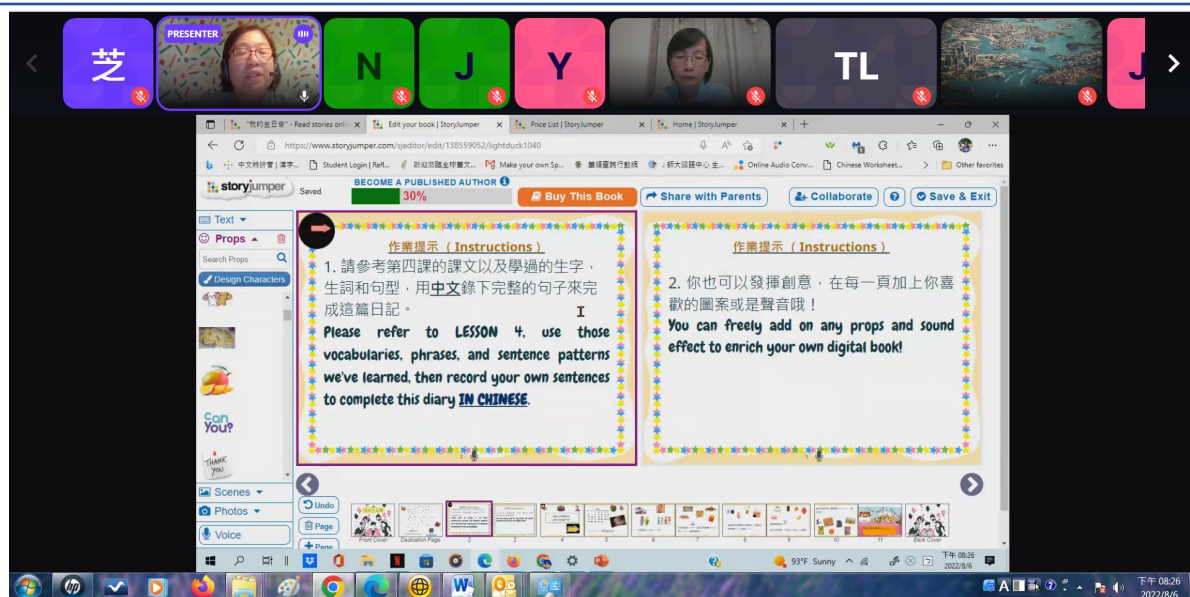 芝
PRESENTER
N
J
Y
TL
J
"我的生日會" - Read stories onli
Edit your book | StoryJumper
Price List | StoryJumper
Home | StoryJumper
https://www.storyjumper.com/sjeditor/edit/138559052/lightduck1040
Student Login | Refl...
Make your own Sp...
Online Audio Conv...
Chinese Worksheet...
Other favorites
storyjumper
Saved.
BECOME A PUBLISHED AUTHOR
30%
Buy This Book
Share with Parents
Collaborate
Save & Exit
Text
Props
Search Props
Design Characters
Can You?
THANK YOU
Scenes
Photos
Voice
作業提示 ( Instructions )
1. 請參考第四課的課文以及學過的生字，
生詞和句型，用中文錄下完整的句子來完
成這篇日記。
Please refer to LESSON 4, use those
vocabularies, phrases, and sentence patterns
we've learned, then record your own sentences
to complete this diary IN CHINESE.
作業提示 ( Instructions )
2. 你也可以發揮創意，在每一頁加上你喜
歡的圖案或是聲音哦！
You can freely add on any props and sound
effect to enrich your own digital book!
Undo
Page
+ Page
Front Cover
Dedication Page
2
3
4
5
6
7
8
9
10
11
Back Cover
93°F Sunny
下午 08:26
2022/8/6
下午 08:26
2022/8/6